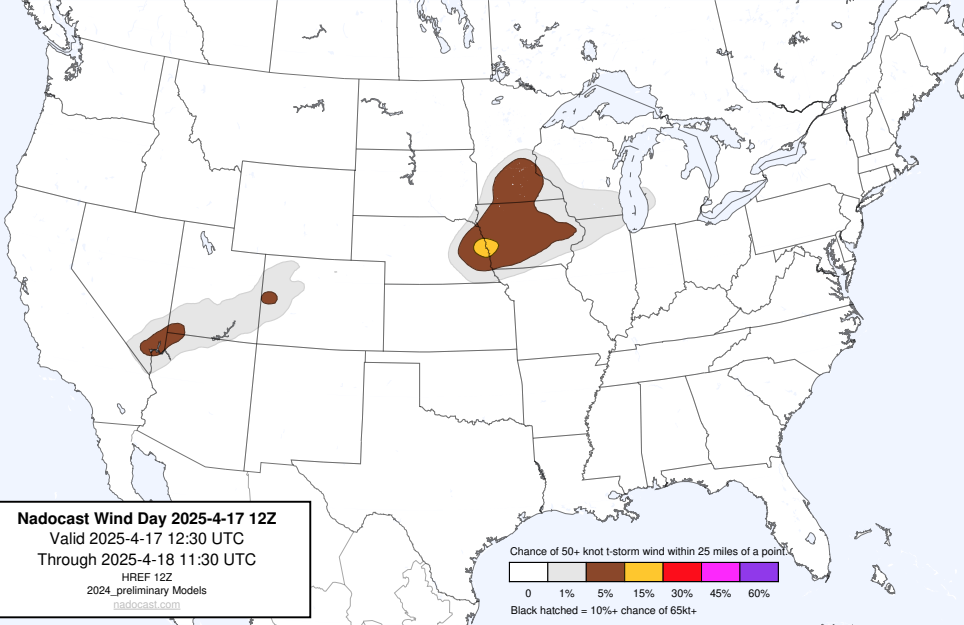 Nadocast Wind Day 2025-4-17 12Z
Valid 2025-4-17 12:30 UTC
Through 2025-4-18 11:30 UTC
HREF 12Z
2024_preliminary Models
nadocast.com
Chance of 50+ knot t-storm wind within 25 miles of a point.
0 1% 5% 15% 30% 45% 60%
Black hatched = 10%+ chance of 65kt+